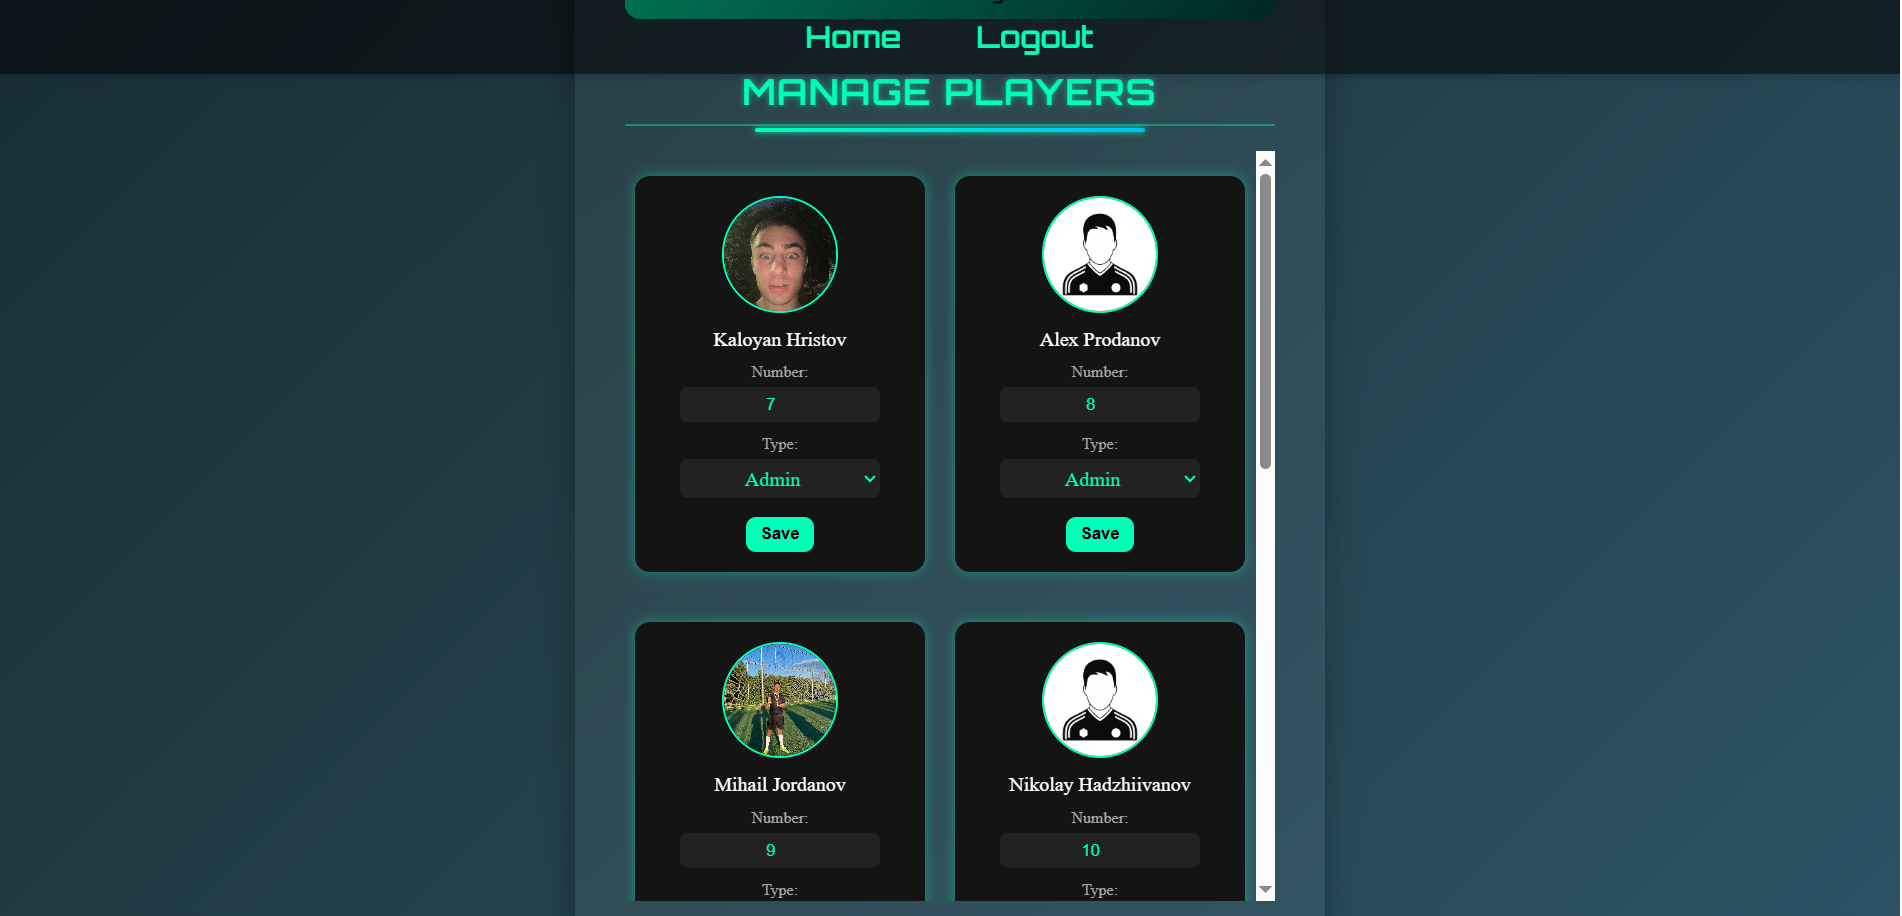 Home Logout
MANAGE PLAYERS
Kaloyan Hristov
Number:
7
Type:
Admin
Save
Alex Prodanov
Number:
8
Type:
Admin
Save
Mihail Jordanov
Number:
9
Type:
Nikolay Hadzhiivanov
Number:
10
Type: